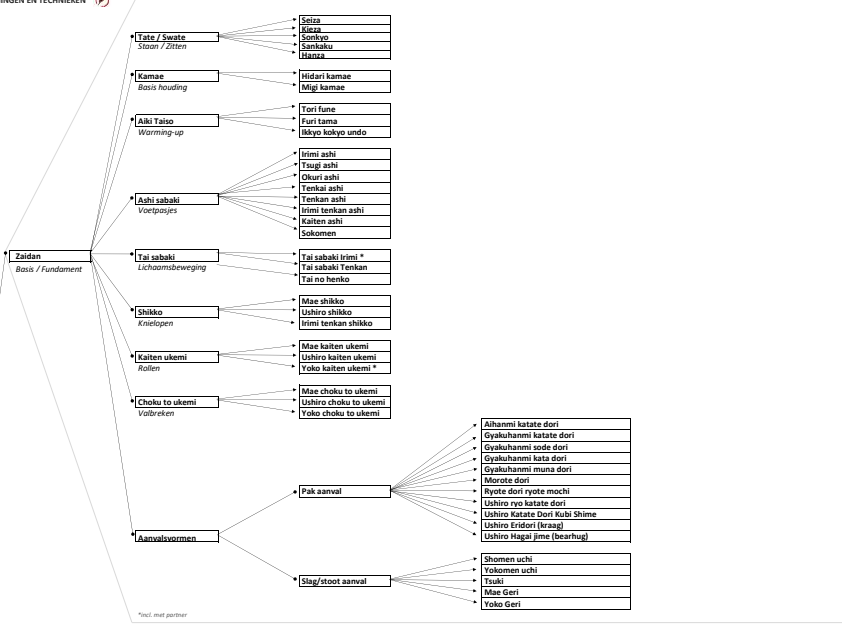 INGEN EN TECHNIEKEN
Tate / Swate
Staan / Zitten
Seiza
Kieza
Sonkyo
Sankaku
Hanza
Kamae
Basis houding
Hidari kamae
Migi kamae
Aiki Taiso
Warming-up
Tori fune
Furi tama
Ikkyo kokyo undo
Ashi sabaki
Voetpasjes
Irimi ashi
Tsugi ashi
Okuri ashi
Tenkai ashi
Tenkan ashi
Irimi tenkan ashi
Kaiten ashi
Sokomen
Zaidan
Basis / Fundament
Tai sabaki
Lichaamsbeweging
Tai sabaki Irimi *
Tai sabaki Tenkan
Tai no henko
Shikko
Knielopen
Mae shikko
Ushiro shikko
Irimi tenkan shikko
Kaiten ukemi
Rollen
Mae kaiten ukemi
Ushiro kaiten ukemi
Yoko kaiten ukemi *
Choku to ukemi
Valbreken
Mae choku to ukemi
Ushiro choku to ukemi
Yoko choku to ukemi
Aanvalsvormen
Pak aanval
Aihanmi katate dori
Gyakuhanmi katate dori
Gyakuhanmi sode dori
Gyakuhanmi kata dori
Gyakuhanmi muna dori
Morote dori
Ryote dori ryote mochi
Ushiro ryo katate dori
Ushiro Katate Dori Kubi Shime
Ushiro Eridori (kraag)
Ushiro Hagai jime (bearhug)
Slag/stoot aanval
Shomen uchi
Yokomen uchi
Tsuki
Mae Geri
Yoko Geri
*incl. met partner